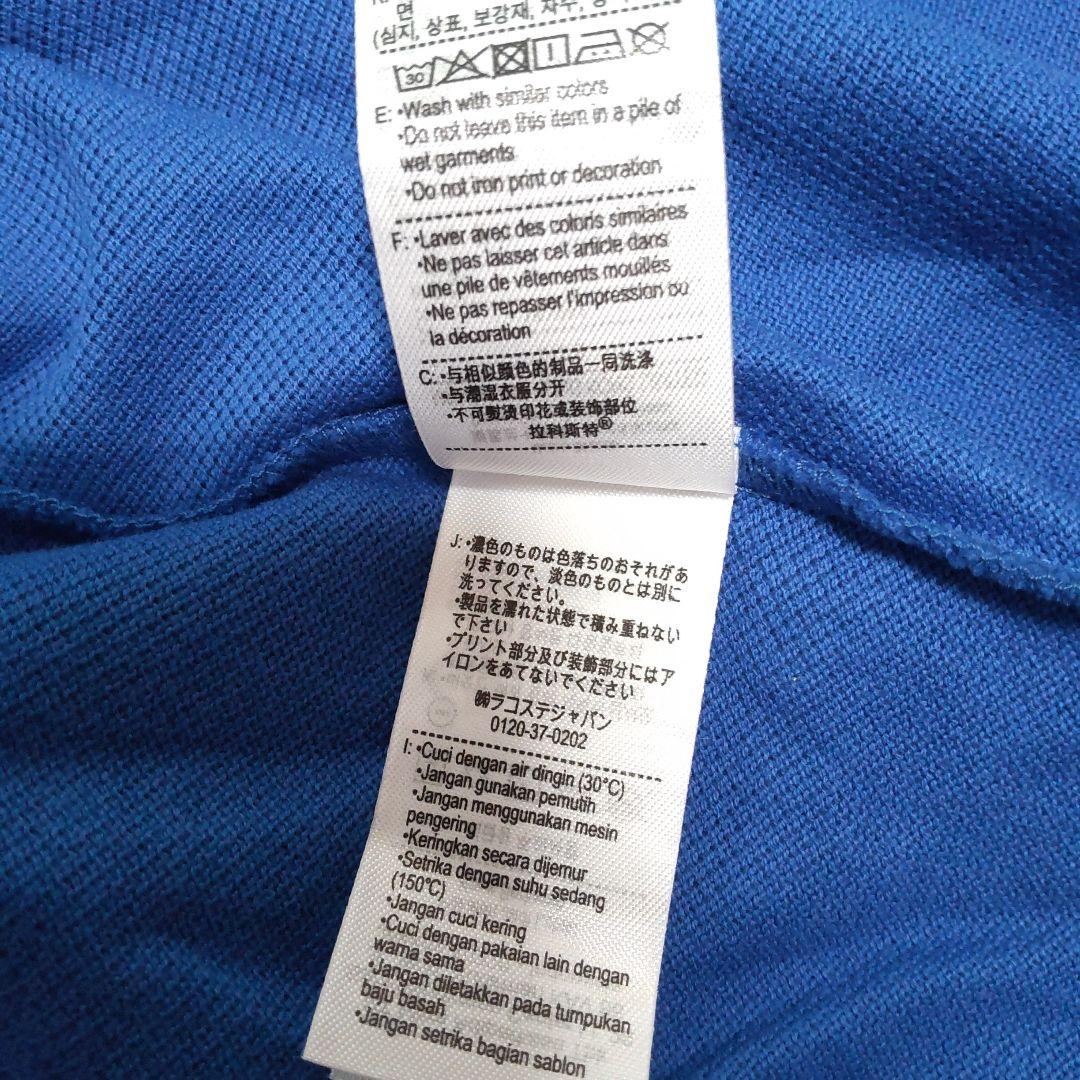 면
(심지, 상표, 보강재, 자수,
30
E: •Wash with similar colors
•Do not leave this item in a pile of
wet garments
•Do not iron print or decoration
F: •Laver avec des coloris similaires
•Ne pas laisser cet article dans
une pile de vêtements mouillés
•Ne pas repasser l'impression ou
la décoration
C: •与相似颜色的制品一同洗涤
•与潮湿衣服分开
•不可熨烫印花或装饰部位
拉科斯特®
J: •濃色のものは色落ちのおそれがあ
りますので、淡色のものとは別に
洗ってください。
•製品を濡れた状態で積み重ねない
で下さい
•プリント部分及び装飾部分にはア
イロンをあてないでください
㈱ラコステジャパン
0120-37-0202
I: •Cuci dengan air dingin (30°C)
•Jangan gunakan pemutih
•Jangan menggunakan mesin
pengering
•Keringkan secara dijemur
•Setrika dengan suhu sedang
(150°C)
•Jangan cuci kering
•Cuci dengan pakaian lain dengan
warna sama
•Jangan diletakkan pada tumpukan
baju basah
•Jangan setrika bagian sablon